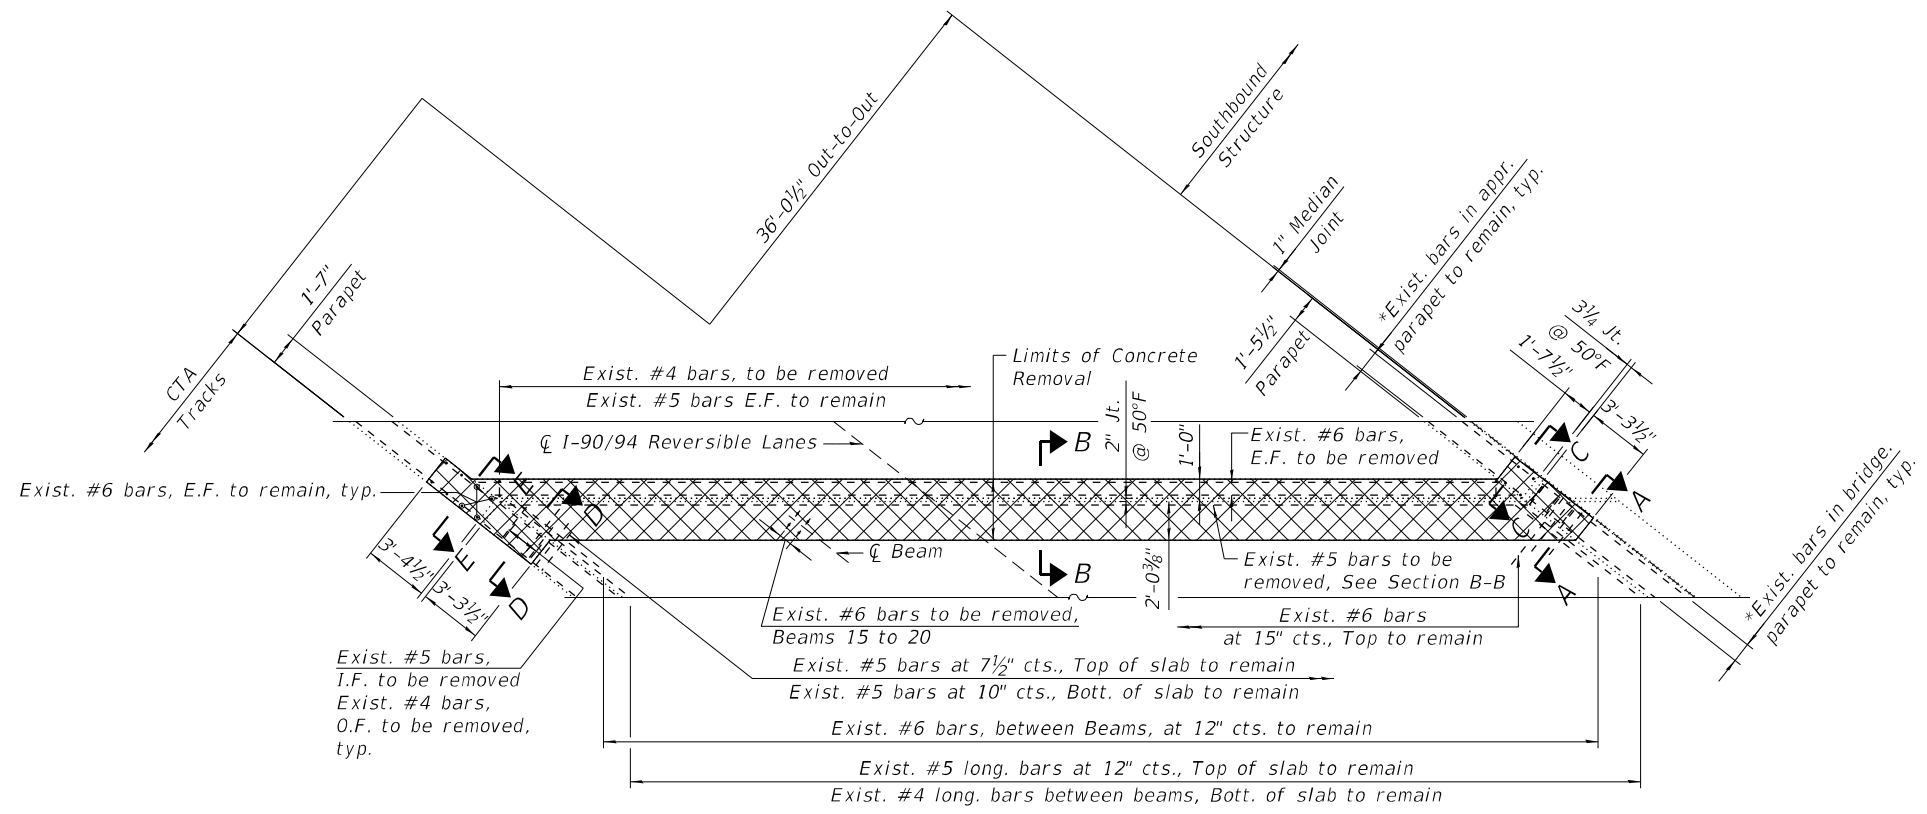 36'-0½" Out-to-Out
Southbound
Structure
1" Median
Joint
*Exist. bars in appr.
parapet to remain, typ.
1'-7"
Parapet
CTA
Tracks
1'-5½"
Parapet
3¼ Jt.
@ 50°F
1'-7½"
3'-3½"
Limits of Concrete
Removal
Exist. #4 bars, to be removed
Exist. #5 bars E.F. to remain
℄ I-90/94 Reversible Lanes
B
2" Jt.
@ 50°F
1'-0"
Exist. #6 bars,
E.F. to be removed
C
A
Exist. #6 bars, E.F. to remain, typ.
E
D
C
*Exist. bars in bridge.
parapet to remain, typ.
3'-4½"
3'-3½"
E
D
℄ Beam
B
2'-0⅜"
Exist. #5 bars to be
removed, See Section B-B
A
Exist. #6 bars to be removed,
Beams 15 to 20
Exist. #6 bars
at 15" cts., Top to remain
Exist. #5 bars,
I.F. to be removed
Exist. #4 bars,
O.F. to be removed,
typ.
Exist. #5 bars at 7½" cts., Top of slab to remain
Exist. #5 bars at 10" cts., Bott. of slab to remain
Exist. #6 bars, between Beams, at 12" cts. to remain
Exist. #5 long. bars at 12" cts., Top of slab to remain
Exist. #4 long. bars between beams, Bott. of slab to remain